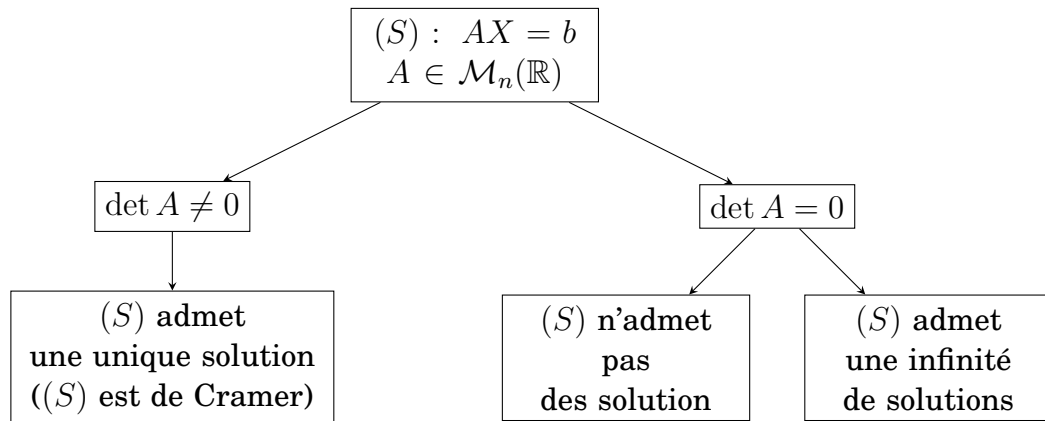 (S) : AX = b
A ∈ ℳₙ(ℝ)
det A ≠ 0
det A = 0
(S) admet
une unique solution
((S) est de Cramer)
(S) n'admet
pas
des solution
(S) admet
une infinité
de solutions